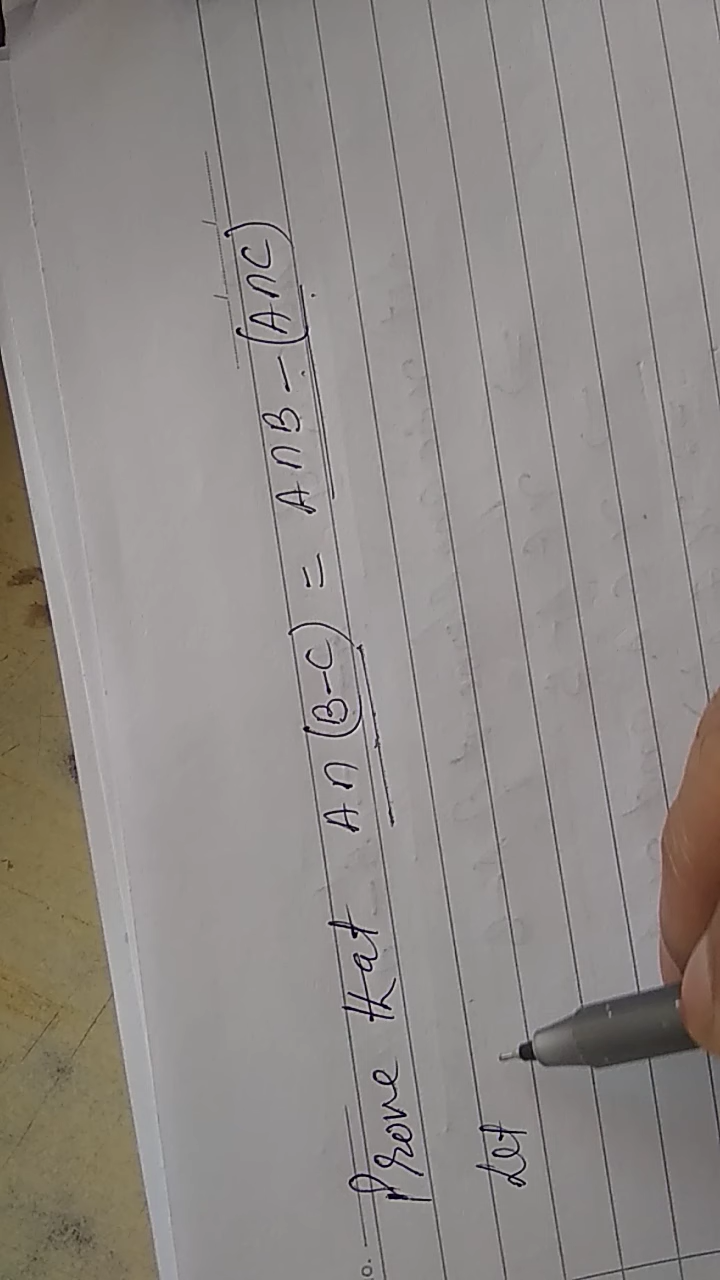 Prove that A∩(B-C) = A∩B-(A∩C)
Let